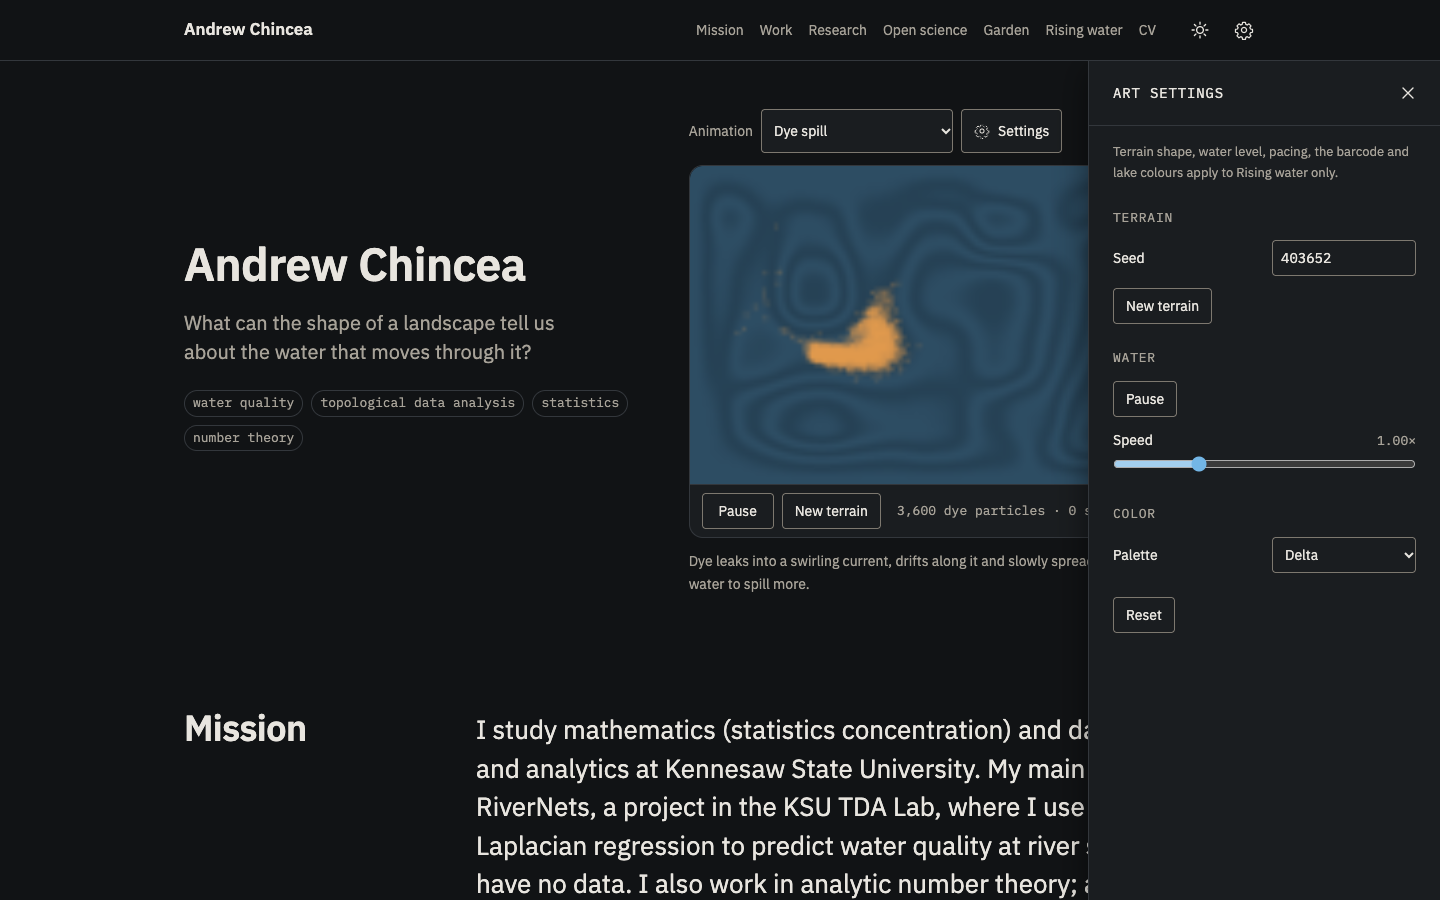 Andrew Chincea
Mission Work Research Open science Garden Rising water CV
Animation Dye spill Settings
Andrew Chincea
What can the shape of a landscape tell us
about the water that moves through it?
water quality topological data analysis statistics
number theory
Pause New terrain 3,600 dye particles · 0
Dye leaks into a swirling current, drifts along it and slowly
water to spill more.
Mission
I study mathematics (statistics concentration) and
and analytics at Kennesaw State University. My main
RiverNets, a project in the KSU TDA Lab, where I use
Laplacian regression to predict water quality at river
have no data. I also work in analytic number theory;
ART SETTINGS
Terrain shape, water level, pacing, the barcode and
lake colours apply to Rising water only.
TERRAIN
Seed 403652
New terrain
WATER
Pause
Speed 1.00×
COLOR
Palette Delta
Reset